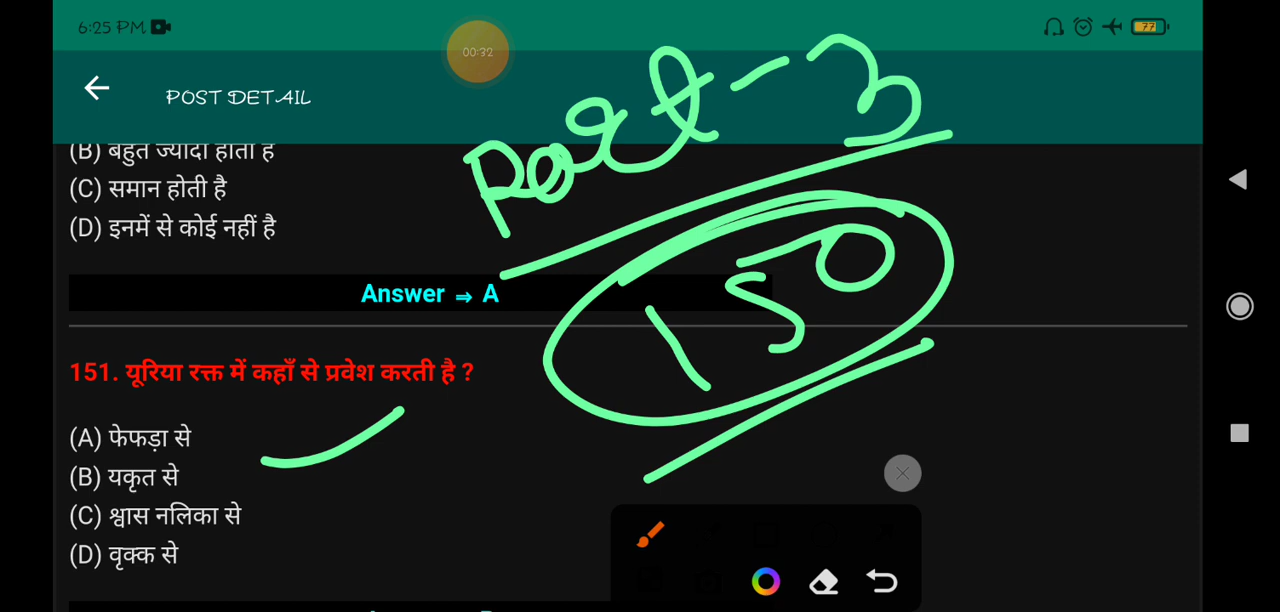 6:25 PM
00:32
77
POST DETAIL
Part-3
(B) बहुत ज्यादा होता है
(C) समान होती है
(D) इनमें से कोई नहीं है
150
Answer ⇒ A
151. यूरिया रक्त में कहाँ से प्रवेश करती है ?
(A) फेफड़ा से
(B) यकृत से
(C) श्वास नलिका से
(D) वृक्क से